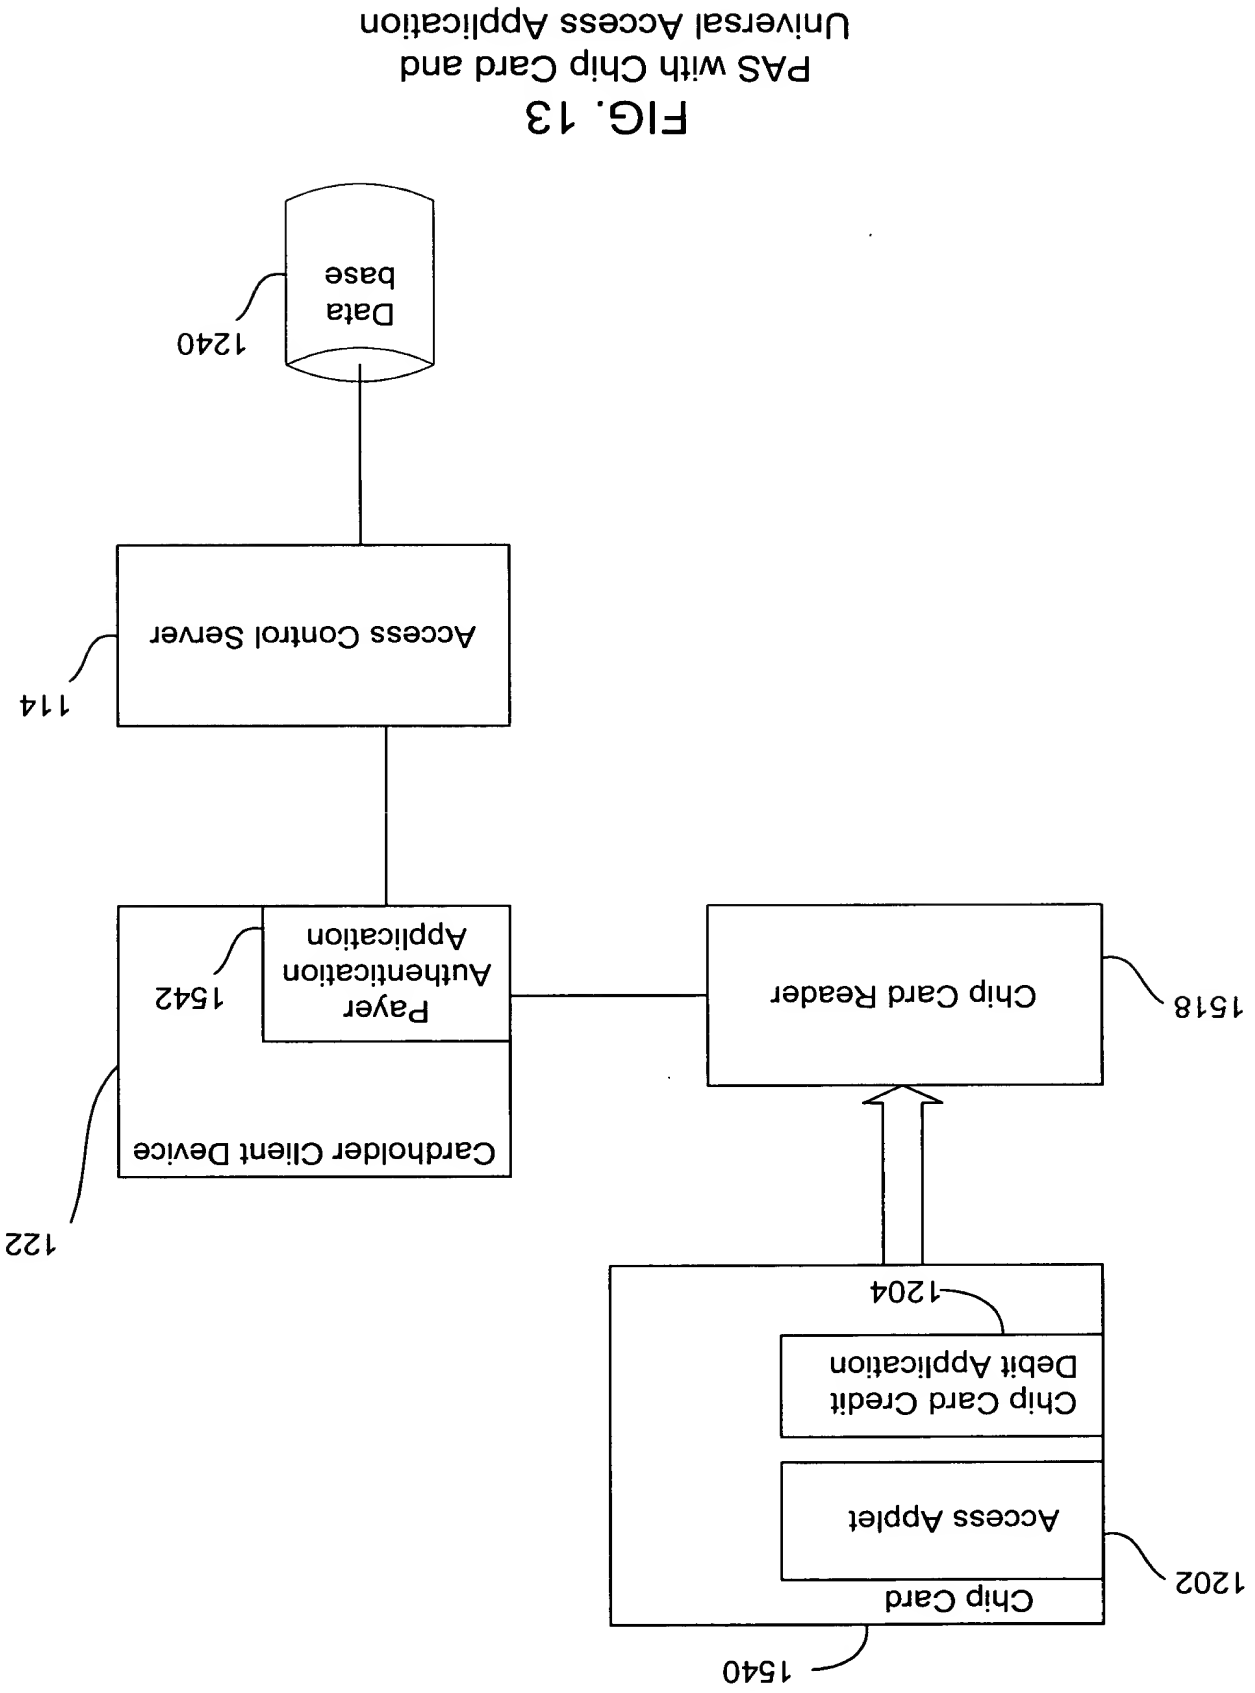 1540
Chip Card
1202
Access Applet
Chip Card Credit
Debit Application
1204
122
Cardholder Client Device
1518
Chip Card Reader
Payer
Authentication
Application
1542
114
Access Control Server
1240
Data
base
FIG. 13
PAS with Chip Card and
Universal Access Application